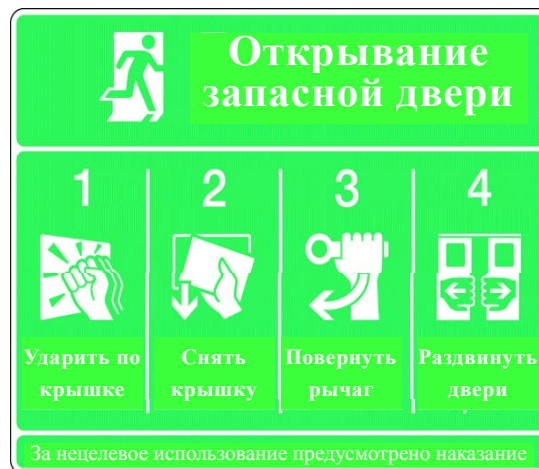 Открывание
запасной двери
1
2
3
4
Ударить по
крышке
Снять
крышку
Повернуть
рычаг
Раздвинуть
двери
За нецелевое использование предусмотрено наказание